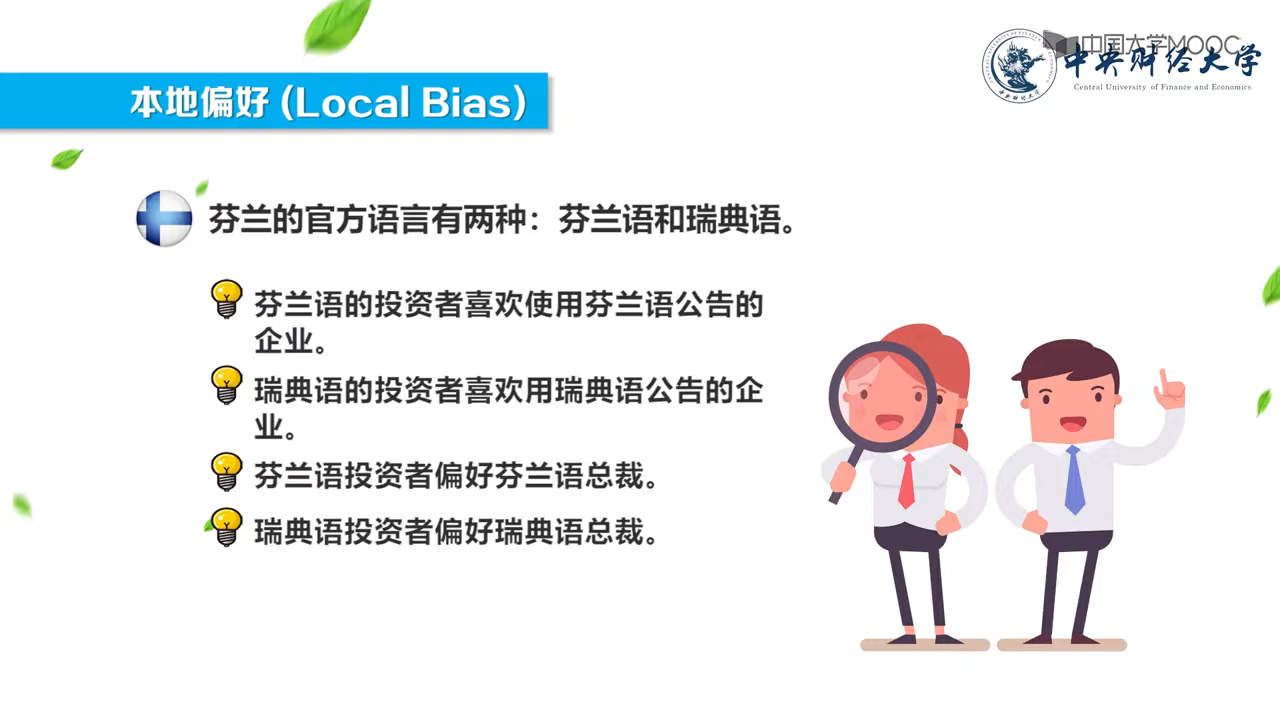 中国大学MOOC
中央财经大学
Central University of Finance and Economics
本地偏好 (Local Bias)
芬兰的官方语言有两种：芬兰语和瑞典语。
芬兰语的投资者喜欢使用芬兰语公告的
企业。
瑞典语的投资者喜欢用瑞典语公告的企
业。
芬兰语投资者偏好芬兰语总裁。
瑞典语投资者偏好瑞典语总裁。